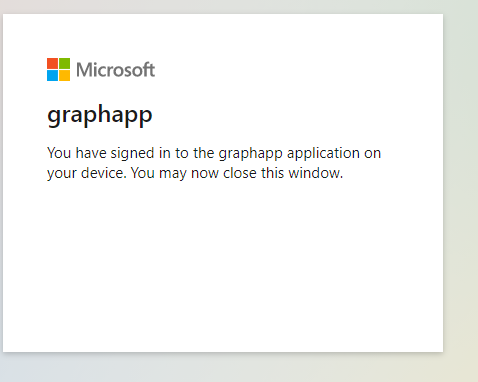 Microsoft
graphapp
You have signed in to the graphapp application on
your device. You may now close this window.